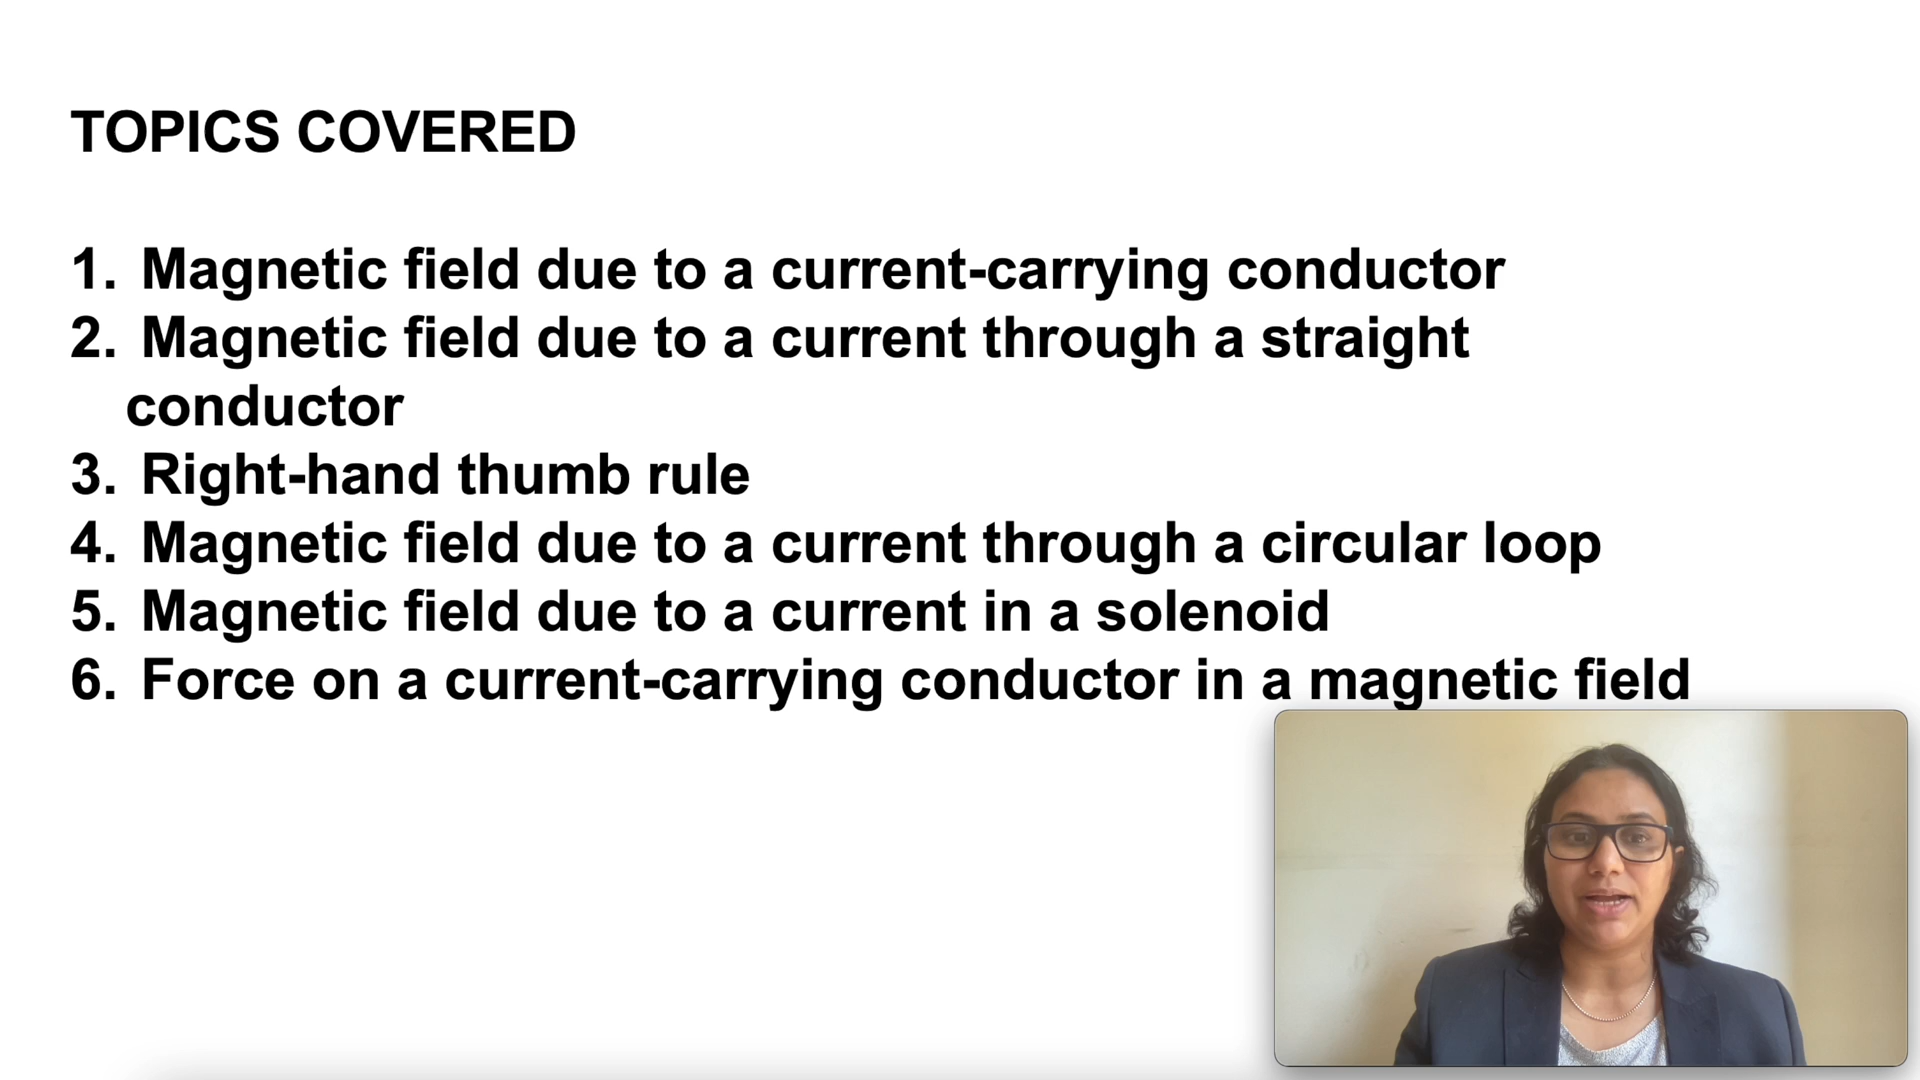 TOPICS COVERED
1. Magnetic field due to a current-carrying conductor
2. Magnetic field due to a current through a straight
conductor
3. Right-hand thumb rule
4. Magnetic field due to a current through a circular loop
5. Magnetic field due to a current in a solenoid
6. Force on a current-carrying conductor in a magnetic field